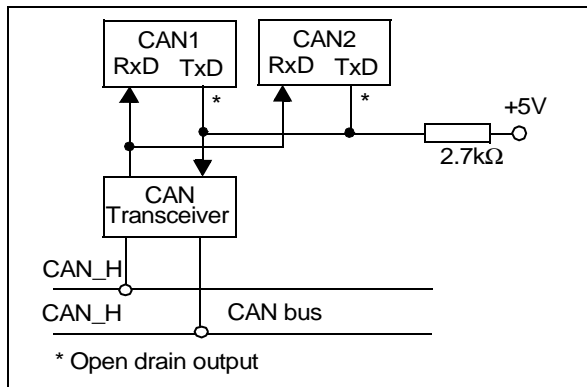 CAN1
CAN2
RxD TxD
RxD TxD
*
*
+5V
2.7kΩ
CAN
Transceiver
CAN_H
CAN_H
CAN bus
* Open drain output